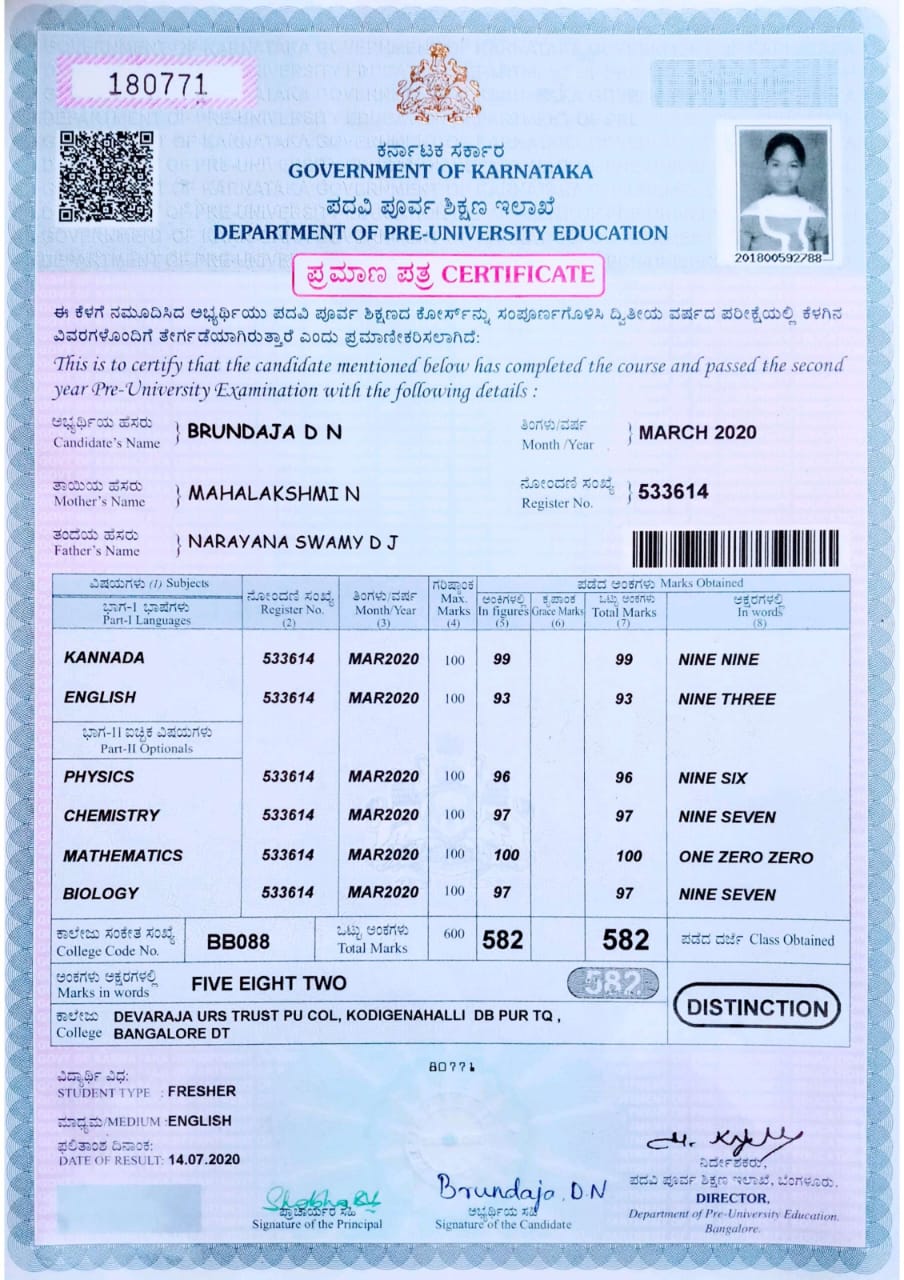 180771
ಕರ್ನಾಟಕ ಸರ್ಕಾರ
GOVERNMENT OF KARNATAKA
ಪದವಿ ಪೂರ್ವ ಶಿಕ್ಷಣ ಇಲಾಖೆ
DEPARTMENT OF PRE-UNIVERSITY EDUCATION
ಪ್ರಮಾಣ ಪತ್ರ CERTIFICATE
201800592788
ಈ ಕೆಳಗೆ ನಮೂದಿಸಿದ ಅಭ್ಯರ್ಥಿಯು ಪದವಿ ಪೂರ್ವ ಶಿಕ್ಷಣದ ಕೋರ್ಸ್‌ನ್ನು ಸಂಪೂರ್ಣಗೊಳಿಸಿ ದ್ವಿತೀಯ ವರ್ಷದ ಪರೀಕ್ಷೆಯಲ್ಲಿ ಕೆಳಗಿನ
ವಿವರಗಳೊಂದಿಗೆ ತೇರ್ಗಡೆಯಾಗಿರುತ್ತಾರೆ ಎಂದು ಪ್ರಮಾಣೀಕರಿಸಲಾಗಿದೆ:
This is to certify that the candidate mentioned below has completed the course and passed the second
year Pre-University Examination with the following details :
ಅಭ್ಯರ್ಥಿಯ ಹೆಸರು
Candidate's Name } BRUNDAJA D N
ತಿಂಗಳು/ವರ್ಷ
Month /Year } MARCH 2020
ತಾಯಿಯ ಹೆಸರು
Mother's Name } MAHALAKSHMI N
ನೋಂದಣಿ ಸಂಖ್ಯೆ
Register No. } 533614
ತಂದೆಯ ಹೆಸರು
Father's Name } NARAYANA SWAMY D J
ವಿಷಯಗಳು (1) Subjects
ಭಾಗ-I ಭಾಷೆಗಳು
Part-I Languages
ನೋಂದಣಿ ಸಂಖ್ಯೆ
Register No.
(2)
ತಿಂಗಳು/ವರ್ಷ
Month/Year
(3)
ಗರಿಷ್ಠಾಂಕ
Max.
Marks
(4)
ಪಡೆದ ಅಂಕಗಳು Marks Obtained
ಅಂಕಿಗಳಲ್ಲಿ
In figures
(5)
ಕೃಪಾಂಕ
Grace Marks
(6)
ಒಟ್ಟು ಅಂಕಗಳು
Total Marks
(7)
ಅಕ್ಷರಗಳಲ್ಲಿ
In words
(8)
KANNADA 533614 MAR2020 100 99 99 NINE NINE
ENGLISH 533614 MAR2020 100 93 93 NINE THREE
ಭಾಗ-II ಐಚ್ಛಿಕ ವಿಷಯಗಳು
Part-II Optionals
PHYSICS 533614 MAR2020 100 96 96 NINE SIX
CHEMISTRY 533614 MAR2020 100 97 97 NINE SEVEN
MATHEMATICS 533614 MAR2020 100 100 100 ONE ZERO ZERO
BIOLOGY 533614 MAR2020 100 97 97 NINE SEVEN
ಕಾಲೇಜು ಸಂಕೇತ ಸಂಖ್ಯೆ
College Code No. BB088
ಒಟ್ಟು ಅಂಕಗಳು
Total Marks 600 582 582
ಪಡೆದ ದರ್ಜೆ Class Obtained
ಅಂಕಗಳು ಅಕ್ಷರಗಳಲ್ಲಿ
Marks in words FIVE EIGHT TWO 582
DISTINCTION
ಕಾಲೇಜು DEVARAJA URS TRUST PU COL, KODIGENAHALLI DB PUR TQ ,
College BANGALORE DT
80771
ವಿದ್ಯಾರ್ಥಿ ವಿಧ:
STUDENT TYPE : FRESHER
ಮಾಧ್ಯಮ/MEDIUM :ENGLISH
ಫಲಿತಾಂಶ ದಿನಾಂಕ:
DATE OF RESULT: 14.07.2020
ಪ್ರಾಚಾರ್ಯರ ಸಹಿ
Signature of the Principal
Brundaja. D.N
ಅಭ್ಯರ್ಥಿಯ ಸಹಿ
Signature of the Candidate
ನಿರ್ದೇಶಕರು,
ಪದವಿ ಪೂರ್ವ ಶಿಕ್ಷಣ ಇಲಾಖೆ, ಬೆಂಗಳೂರು.
DIRECTOR,
Department of Pre-University Education,
Bangalore.